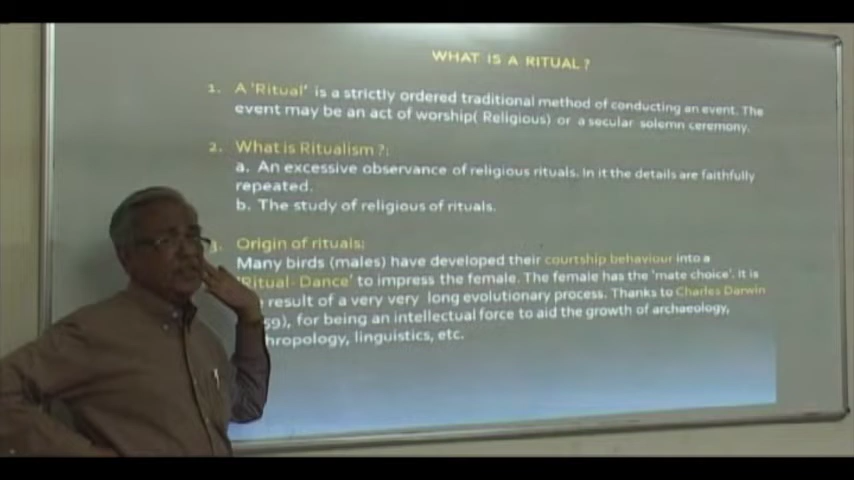 WHAT IS A RITUAL ?
1. A 'Ritual' is a strictly ordered traditional method of conducting an event. The
event may be an act of worship( Religious) or a secular solemn ceremony.
2. What is Ritualism ?:
a. An excessive observance of religious rituals. In it the details are faithfully
repeated.
b. The study of religious of rituals.
3. Origin of rituals:
Many birds (males) have developed their courtship behaviour into a
'Ritual- Dance' to impress the female. The female has the 'mate choice'. It is
result of a very very long evolutionary process. Thanks to Charles Darwin
59), for being an intellectual force to aid the growth of archaeology,
hropology, linguistics, etc.